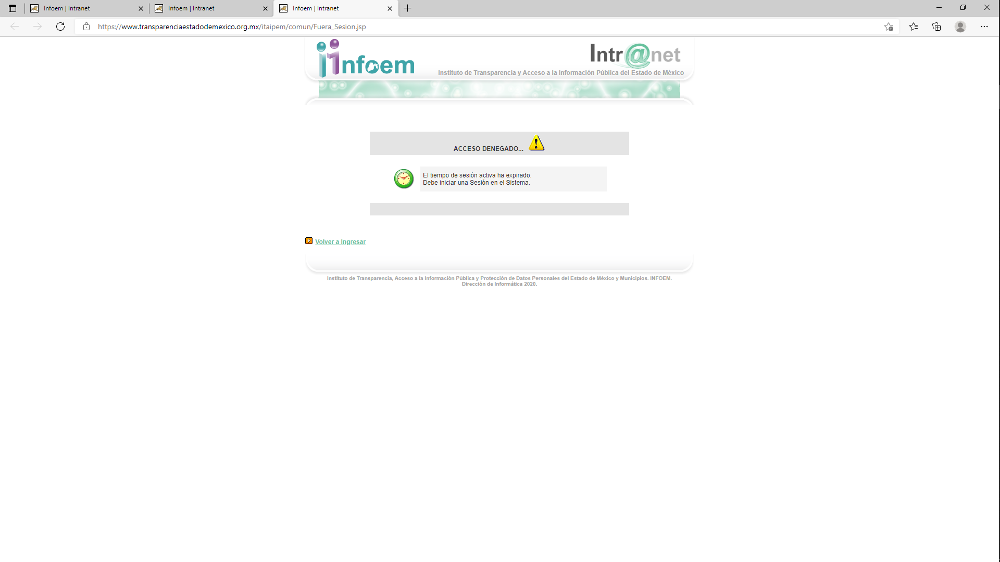 Infoem | Intranet
Infoem | Intranet
Infoem | Intranet
https://www.transparenciaestadodemexico.org.mx/itaipem/comun/Fuera_Sesion.jsp
infoem
Intr@net
Instituto de Transparencia y Acceso a la Información Pública del Estado de México
ACCESO DENEGADO...
El tiempo de sesión activa ha expirado.
Debe iniciar una Sesión en el Sistema.
Volver a Ingresar
Instituto de Transparencia, Acceso a la Información Pública y Protección de Datos Personales del Estado de México y Municipios. INFOEM.
Dirección de Informática 2020.